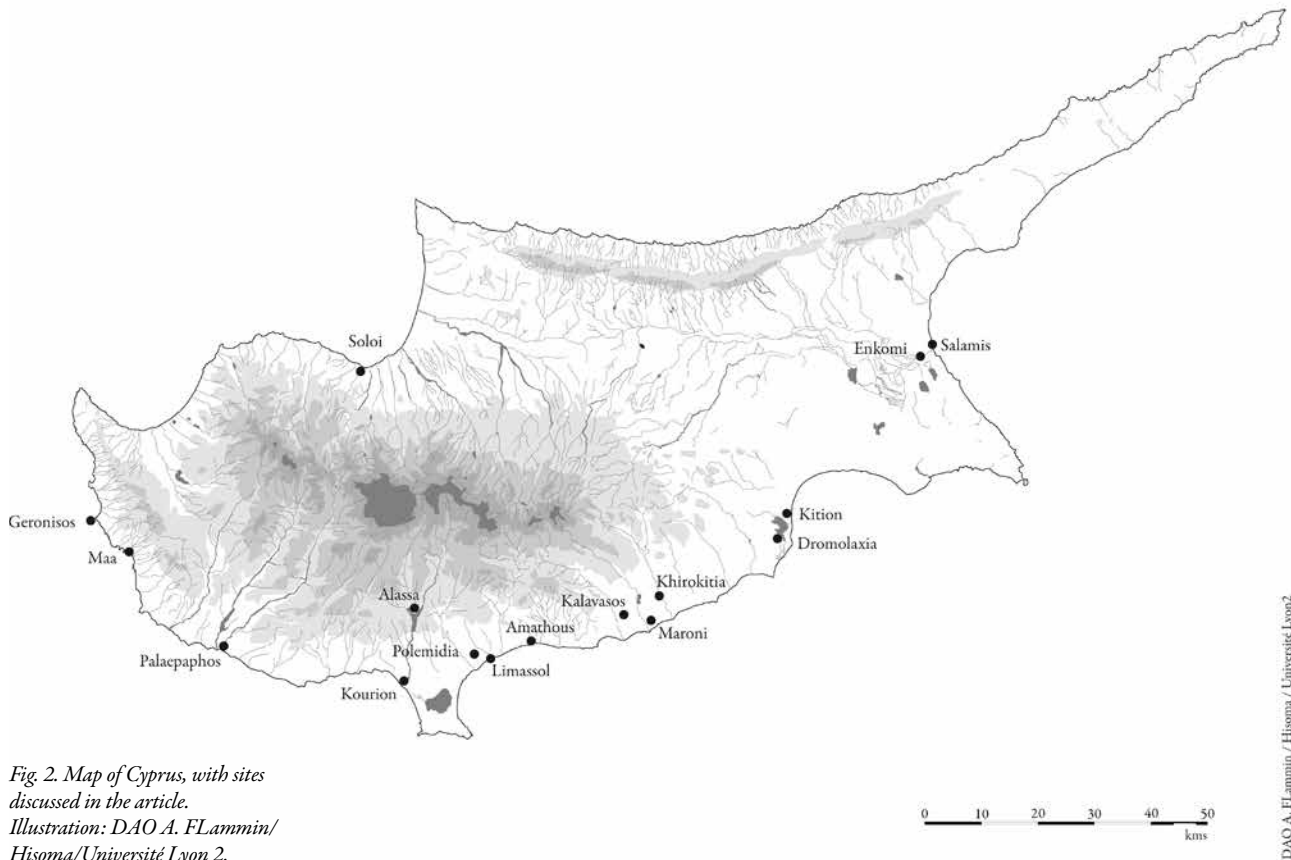 Soloi
Enkomi
Salamis
Geronisos
Kition
Maa
Dromolaxia
Khirokitia
Alassa
Kalavasos
Maroni
Amathous
Palaepaphos
Polemidia
Limassol
Kourion
Fig. 2. Map of Cyprus, with sites
discussed in the article.
Illustration: DAO A. FLammin/
Hisoma/Université Lyon 2.
0 10 20 30 40 50
kms
DAO A. FLammin / Hisoma / Université Lyon2